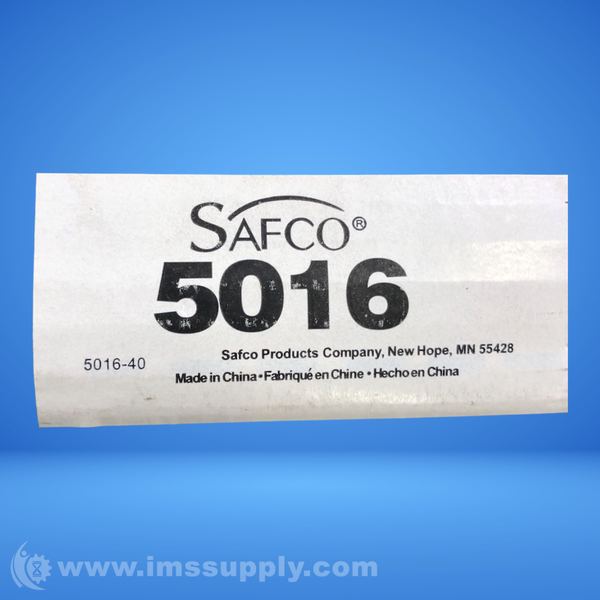 SAFCO®
5016
Safco Products Company, New Hope, MN 55428
5016-40
Made in China • Fabriqué en Chine • Hecho en China
www.imssupply.com